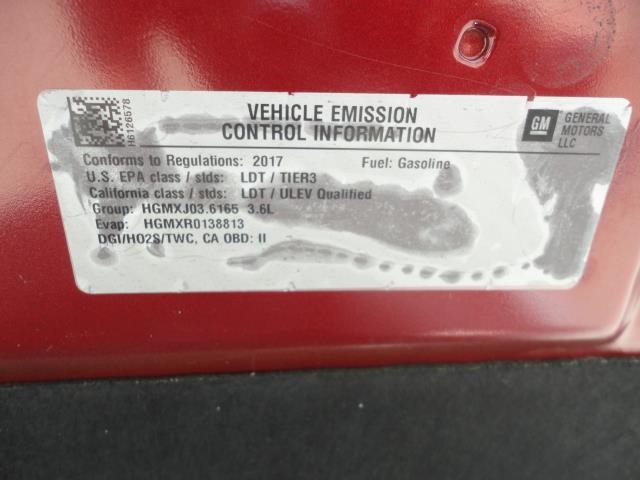 VEHICLE EMISSION
CONTROL INFORMATION
GM
GENERAL
MOTORS
LLC
H6126578
Conforms to Regulations: 2017 Fuel: Gasoline
U.S. EPA class / stds: LDT / TIER3
California class / stds: LDT / ULEV Qualified
Group: HGMXJ03.6165 3.6L
Evap: HGMXR0138813
DGI/HO2S/TWC, CA OBD: II